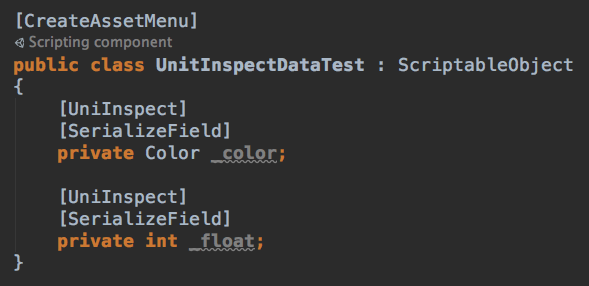 [CreateAssetMenu]
Scripting component
public class UnitInspectDataTest : ScriptableObject
{
[UniInspect]
[SerializeField]
private Color _color;
[UniInspect]
[SerializeField]
private int _float;
}